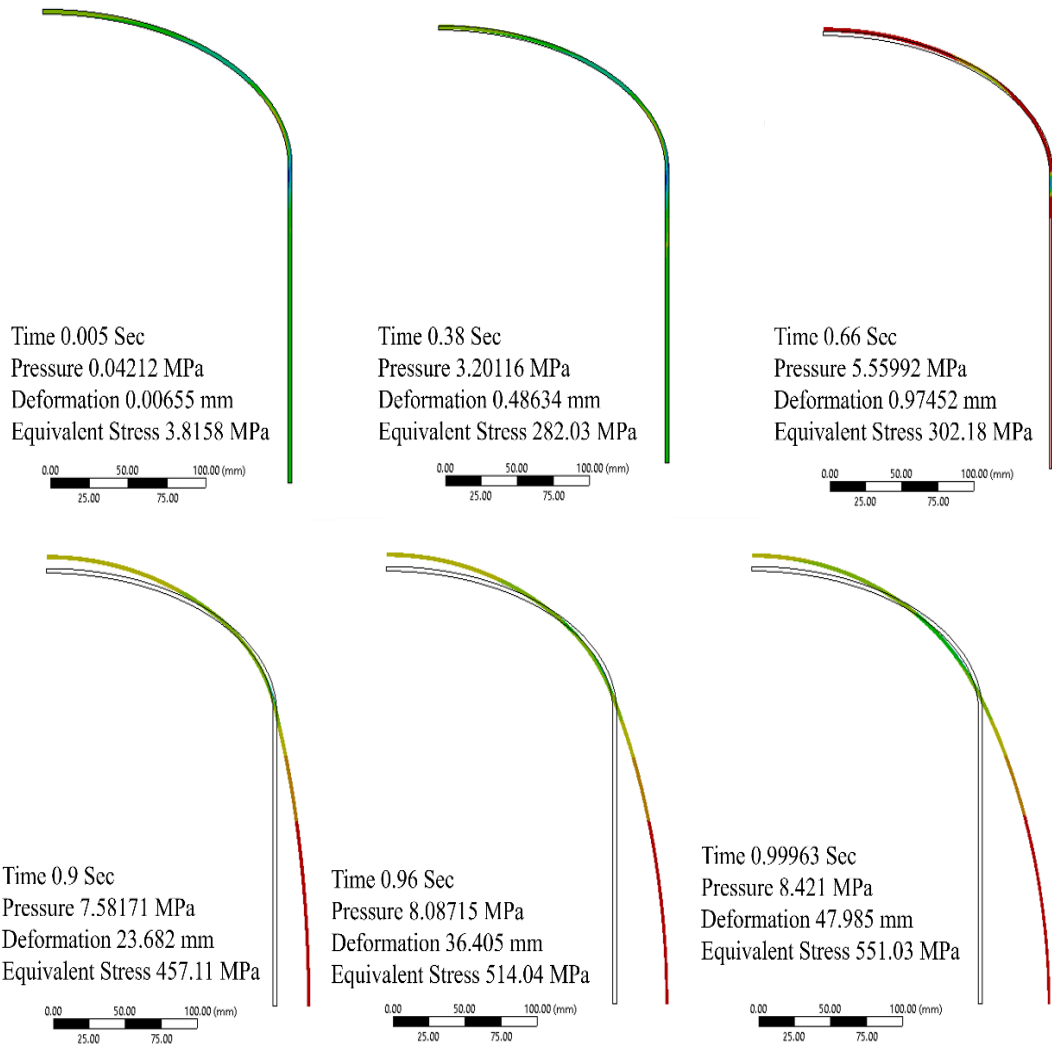 Time 0.005 Sec
Pressure 0.04212 MPa
Deformation 0.00655 mm
Equivalent Stress 3.8158 MPa
0.00 50.00 100.00 (mm)
25.00 75.00
Time 0.38 Sec
Pressure 3.20116 MPa
Deformation 0.48634 mm
Equivalent Stress 282.03 MPa
0.00 50.00 100.00 (mm)
25.00 75.00
Time 0.66 Sec
Pressure 5.55992 MPa
Deformation 0.97452 mm
Equivalent Stress 302.18 MPa
0.00 50.00 100.00 (mm)
25.00 75.00
Time 0.9 Sec
Pressure 7.58171 MPa
Deformation 23.682 mm
Equivalent Stress 457.11 MPa
0.00 50.00 100.00 (mm)
25.00 75.00
Time 0.96 Sec
Pressure 8.08715 MPa
Deformation 36.405 mm
Equivalent Stress 514.04 MPa
0.00 50.00 100.00 (mm)
25.00 75.00
Time 0.99963 Sec
Pressure 8.421 MPa
Deformation 47.985 mm
Equivalent Stress 551.03 MPa
0.00 50.00 100.00 (mm)
25.00 75.00